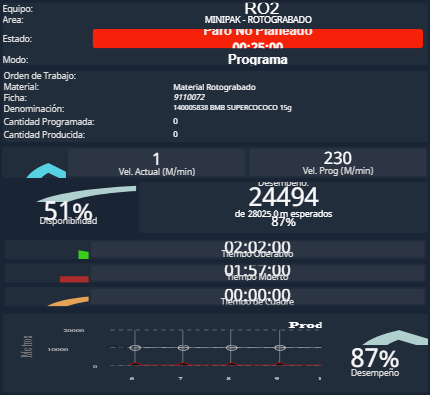 Equipo:
RO2
Area:
MINIPAK - ROTOGRABADO
Estado:
Paro No Planeado
00:25:00
Modo:
Programa
Orden de Trabajo:
Material:
Material Rotograbado
Ficha:
9110072
Denominación:
140005838 BMB SUPERCOCOCO 15g
Cantidad Programada:
0
Cantidad Producida:
0
1
Vel. Actual (M/min)
230
Vel. Prog (M/min)
51%
Disponibilidad
Desempeño:
24494
de 28025.0 m esperados
87%
02:02:00
Tiempo Operativo
01:57:00
Tiempo Muerto
00:00:00
Tiempo de Cuadre
Prod
Metros
20000
10000
0
6
7
8
9
1
87%
Desempeño